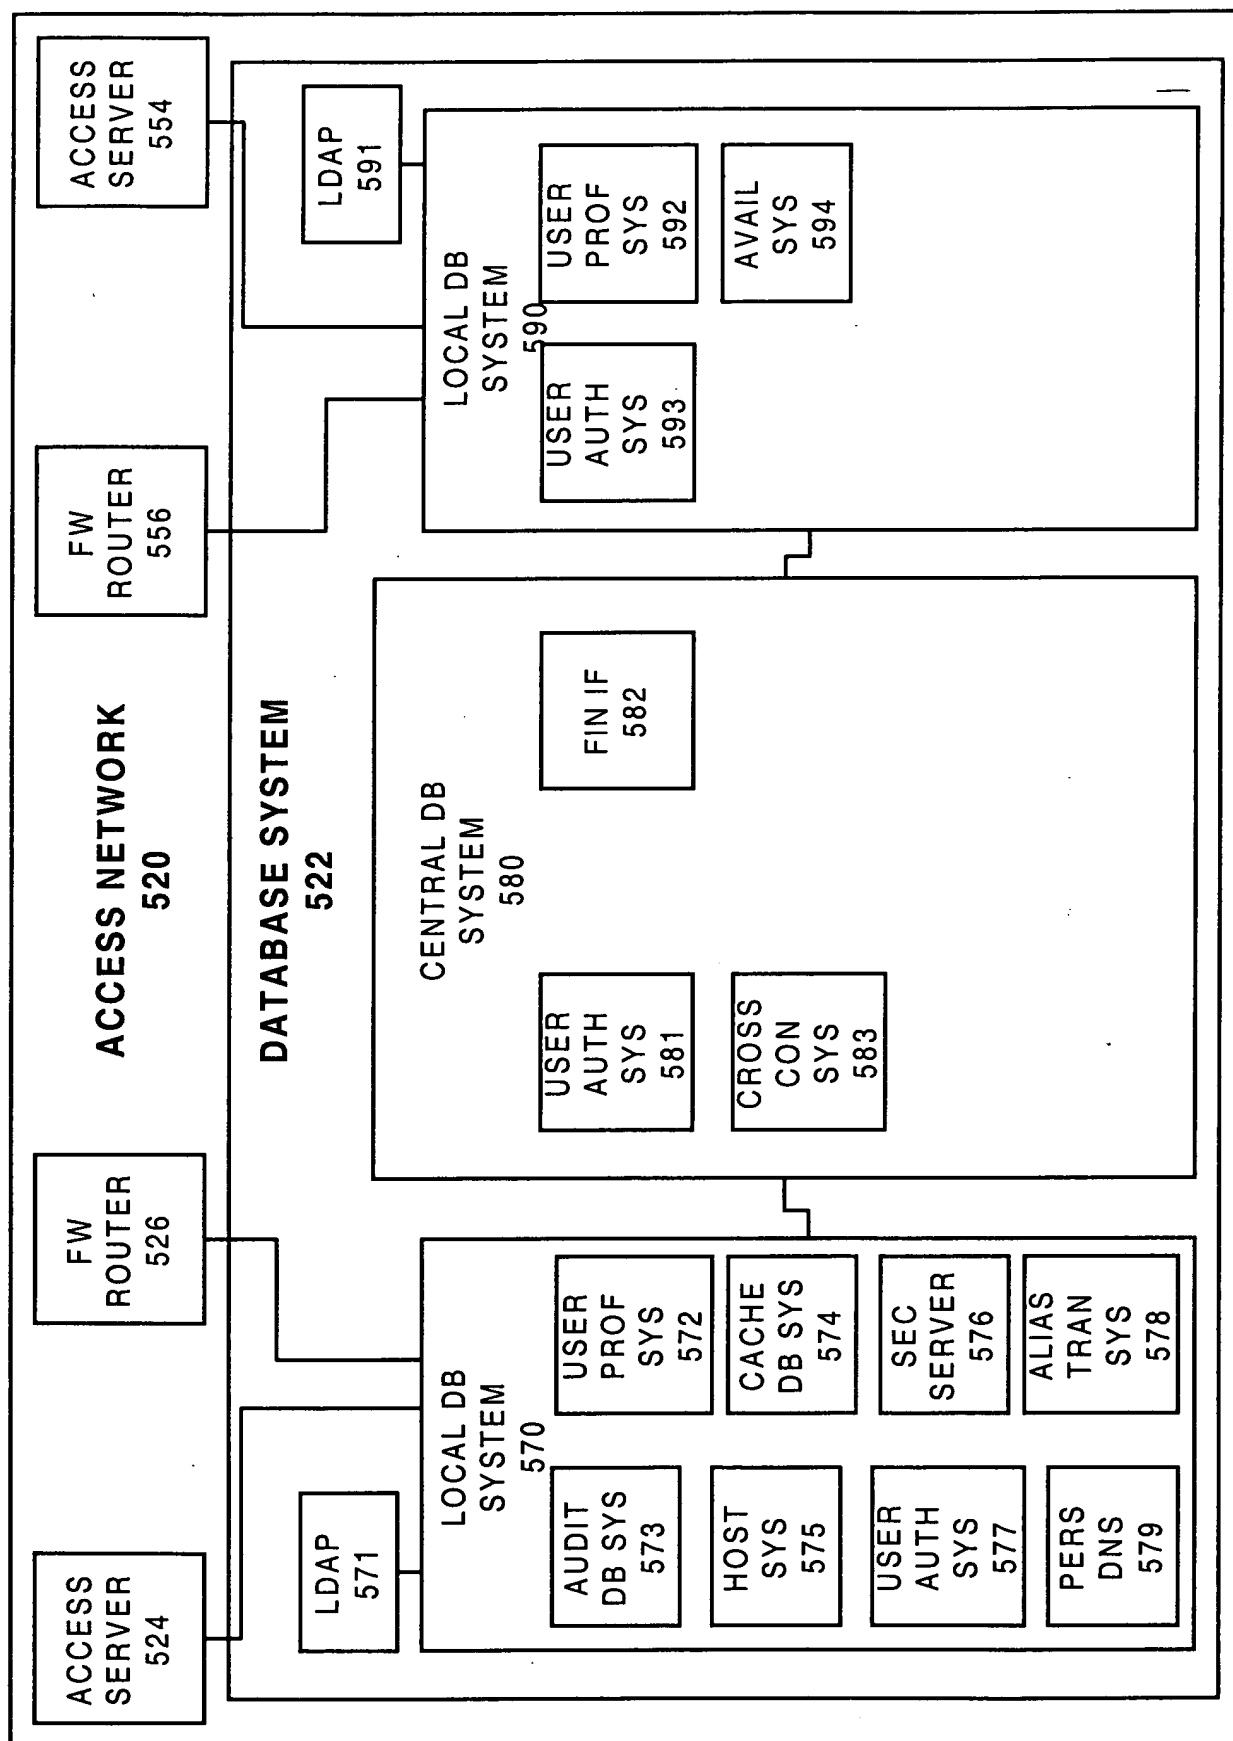 ACCESS
SERVER
524
FW
ROUTER
526
ACCESS NETWORK
520
FW
ROUTER
556
ACCESS
SERVER
554
DATABASE SYSTEM
522
LDAP
571
LOCAL DB
SYSTEM
570
AUDIT
DB SYS
573
USER
PROF
SYS
572
HOST
SYS
575
CACHE
DB SYS
574
USER
AUTH
SYS
577
SEC
SERVER
576
PERS
DNS
579
ALIAS
TRAN
SYS
578
CENTRAL DB
SYSTEM
580
USER
AUTH
SYS
581
FIN IF
582
CROSS
CON
SYS
583
LDAP
591
LOCAL DB
SYSTEM
590
USER
AUTH
SYS
593
USER
PROF
SYS
592
AVAIL
SYS
594